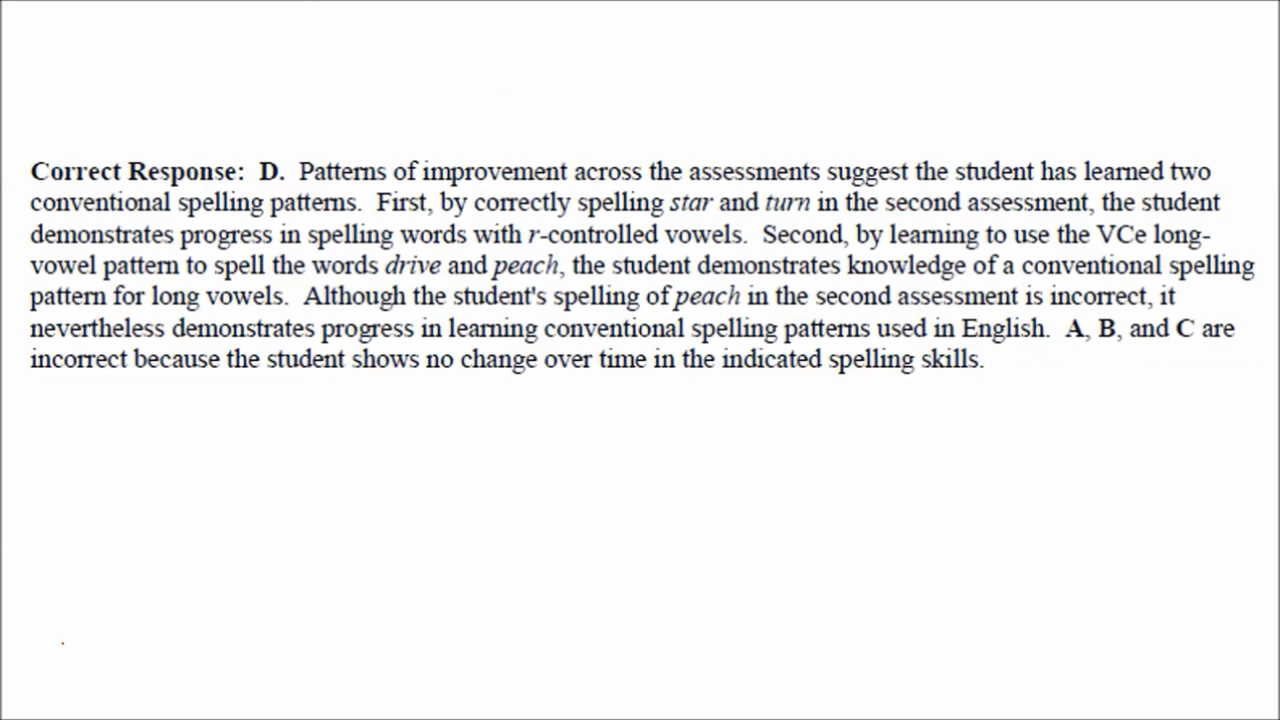 Correct Response: D. Patterns of improvement across the assessments suggest the student has learned two
conventional spelling patterns. First, by correctly spelling star and turn in the second assessment, the student
demonstrates progress in spelling words with r-controlled vowels. Second, by learning to use the VCe long-
vowel pattern to spell the words drive and peach, the student demonstrates knowledge of a conventional spelling
pattern for long vowels. Although the student's spelling of peach in the second assessment is incorrect, it
nevertheless demonstrates progress in learning conventional spelling patterns used in English. A, B, and C are
incorrect because the student shows no change over time in the indicated spelling skills.